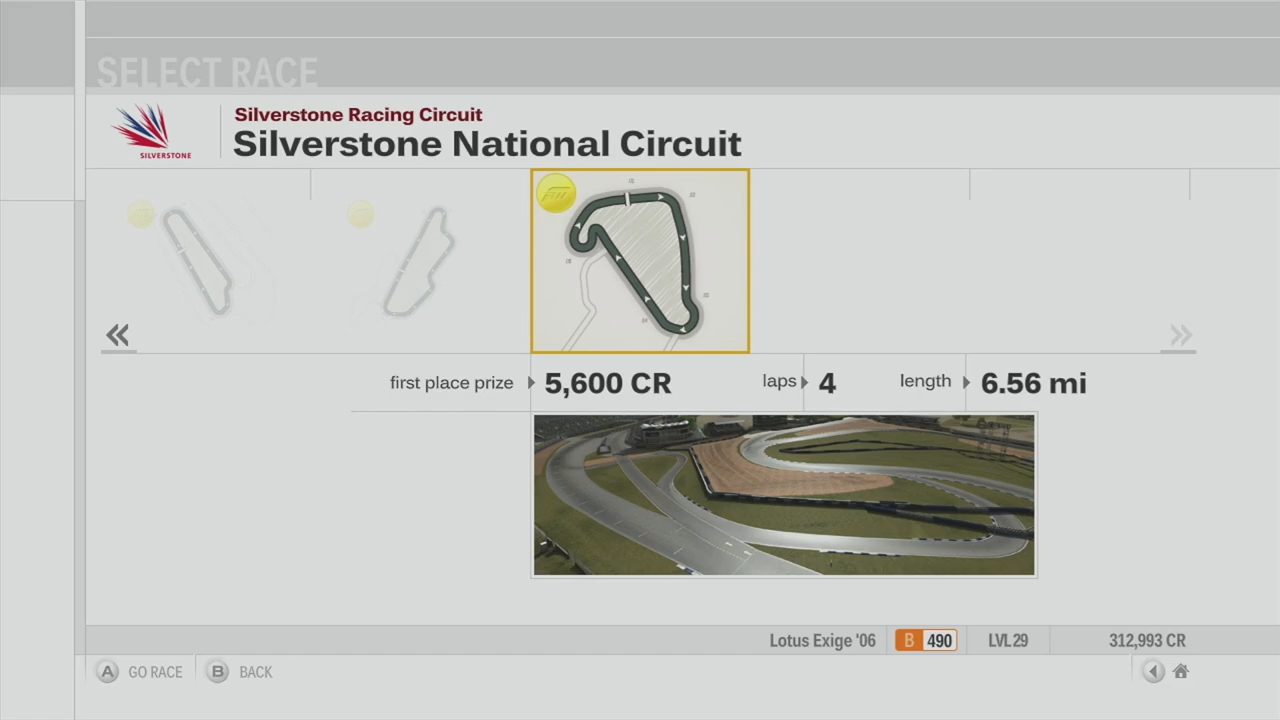 SELECT RACE
SILVERSTONE
Silverstone Racing Circuit
Silverstone National Circuit
first place prize
5,600 CR
laps
4
length
6.56 mi
Lotus Exige '06
B 490
LVL 29
312,993 CR
A GO RACE
B BACK